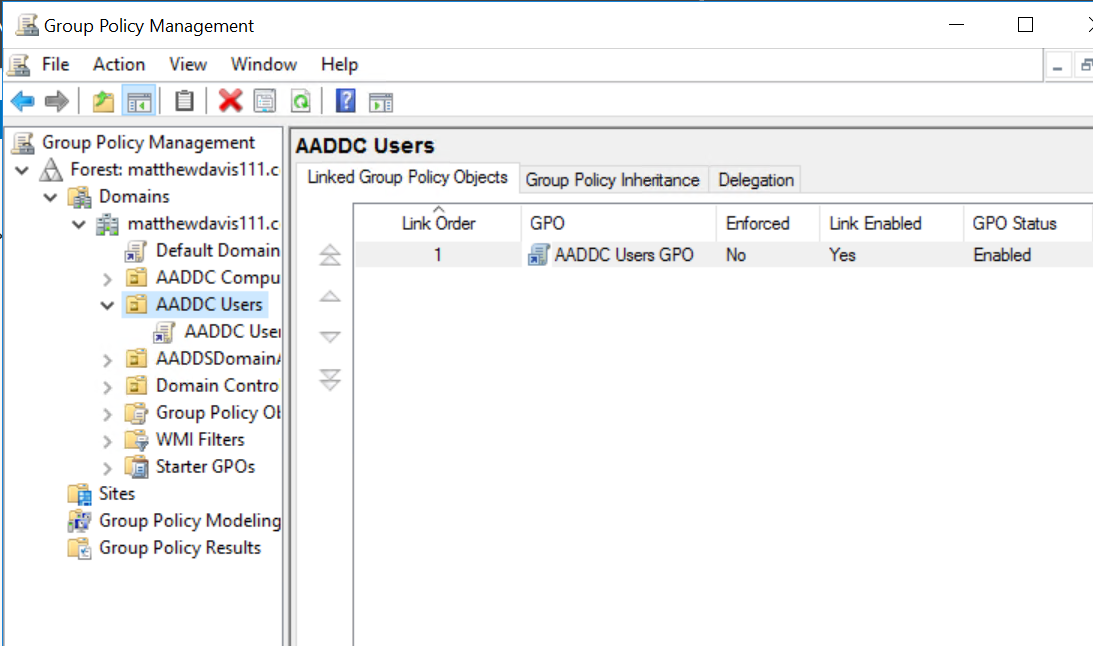 Group Policy Management
File Action View Window Help
Group Policy Management
Forest: matthewdavis111.c
Domains
matthewdavis111.c
Default Domain
AADDC Compu
AADDC Users
AADDC User
AADDSDomainA
Domain Contro
Group Policy Ob
WMI Filters
Starter GPOs
Sites
Group Policy Modeling
Group Policy Results
AADDC Users
Linked Group Policy Objects Group Policy Inheritance Delegation
Link Order GPO Enforced Link Enabled GPO Status
1 AADDC Users GPO No Yes Enabled